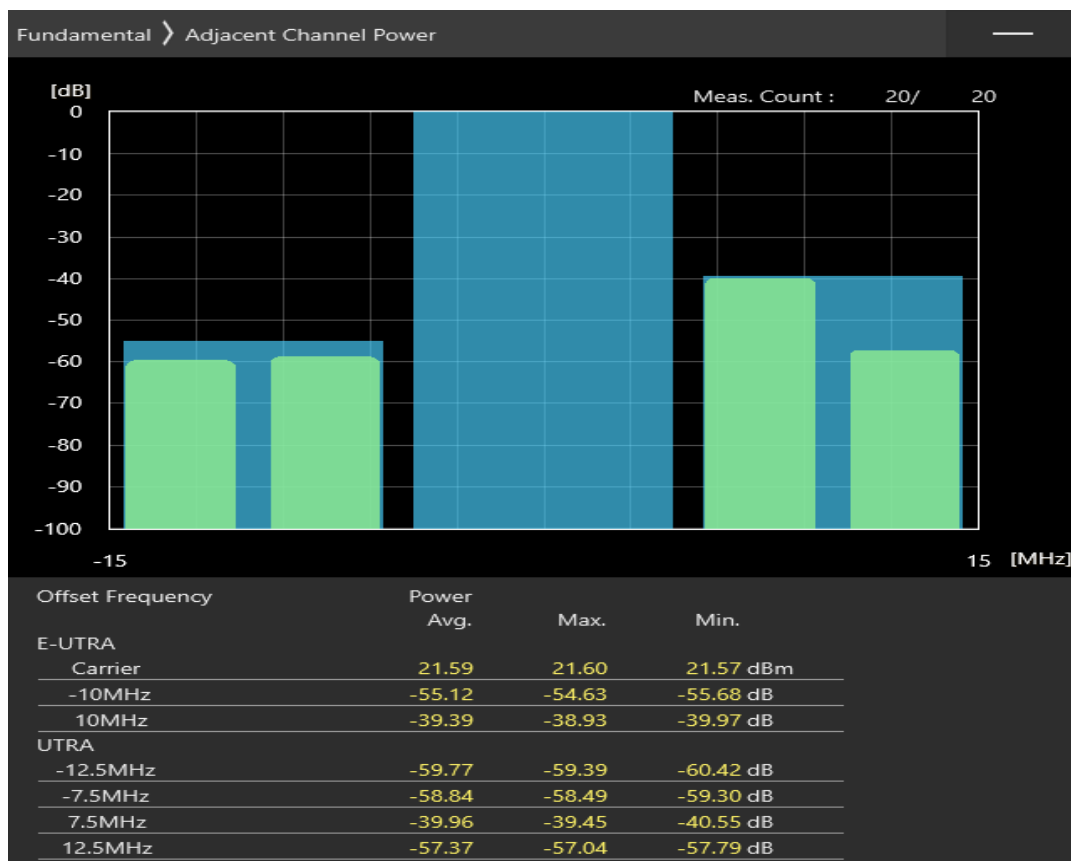 Fundamental 〉 Adjacent Channel Power
[dB]
Meas. Count : 20/ 20
0
-10
-20
-30
-40
-50
-60
-70
-80
-90
-100
-15 15 [MHz]
Offset Frequency Power
Avg. Max. Min.
E-UTRA
Carrier 21.59 21.60 21.57 dBm
-10MHz -55.12 -54.63 -55.68 dB
10MHz -39.39 -38.93 -39.97 dB
UTRA
-12.5MHz -59.77 -59.39 -60.42 dB
-7.5MHz -58.84 -58.49 -59.30 dB
7.5MHz -39.96 -39.45 -40.55 dB
12.5MHz -57.37 -57.04 -57.79 dB